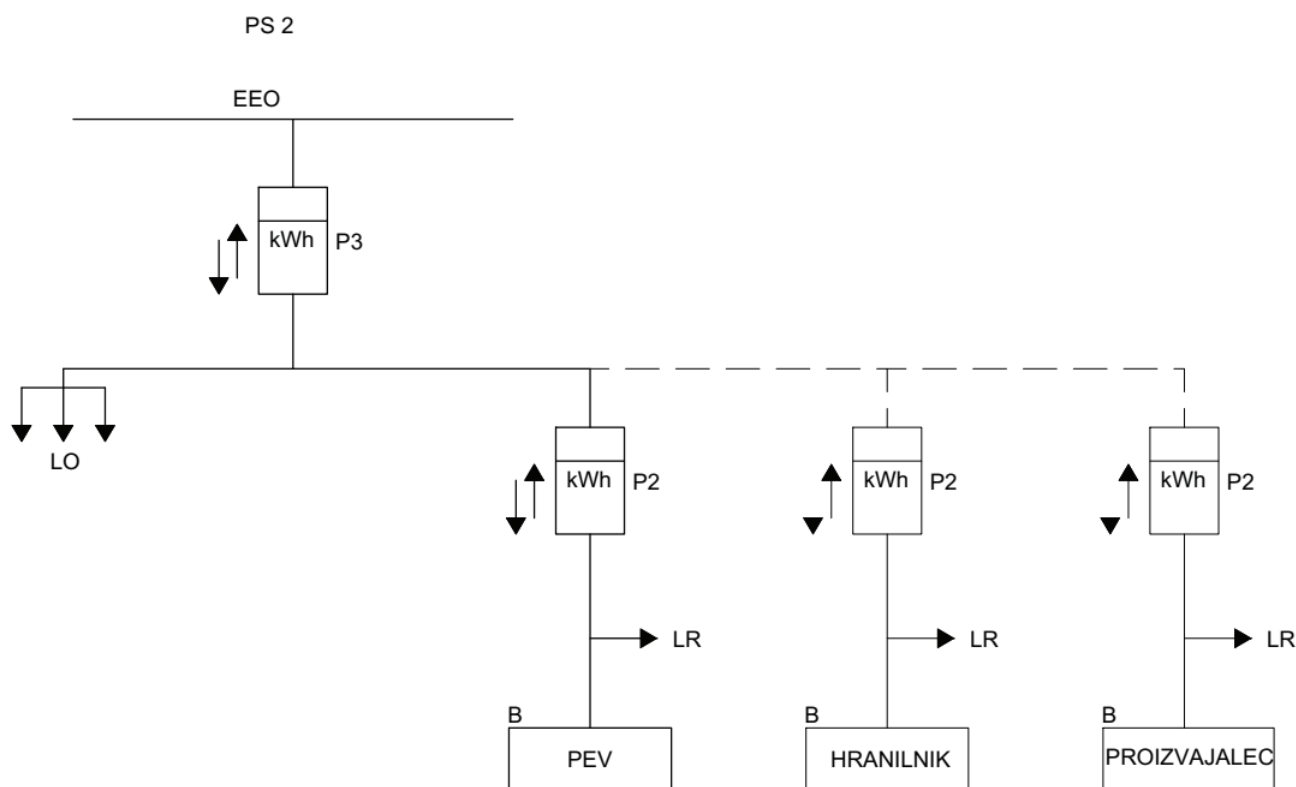 PS 2
EEO
kWh P3
LO
kWh P2
kWh P2
kWh P2
LR
LR
LR
B
B
B
PEV
HRANILNIK
PROIZVAJALEC